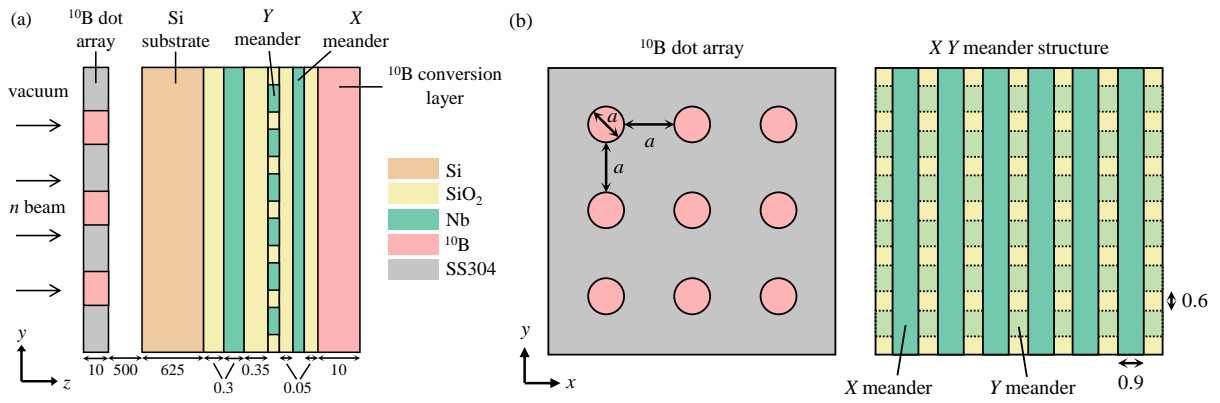 (a)
¹⁰B dot
array
Si
substrate
Y
meander
X
meander
¹⁰B conversion
layer
vacuum
n beam
Si
SiO₂
Nb
¹⁰B
SS304
y
z
10
500
625
0.3
0.35
0.05
10
(b)
¹⁰B dot array
a
a
a
y
x
X Y meander structure
0.6
0.9
X meander
Y meander